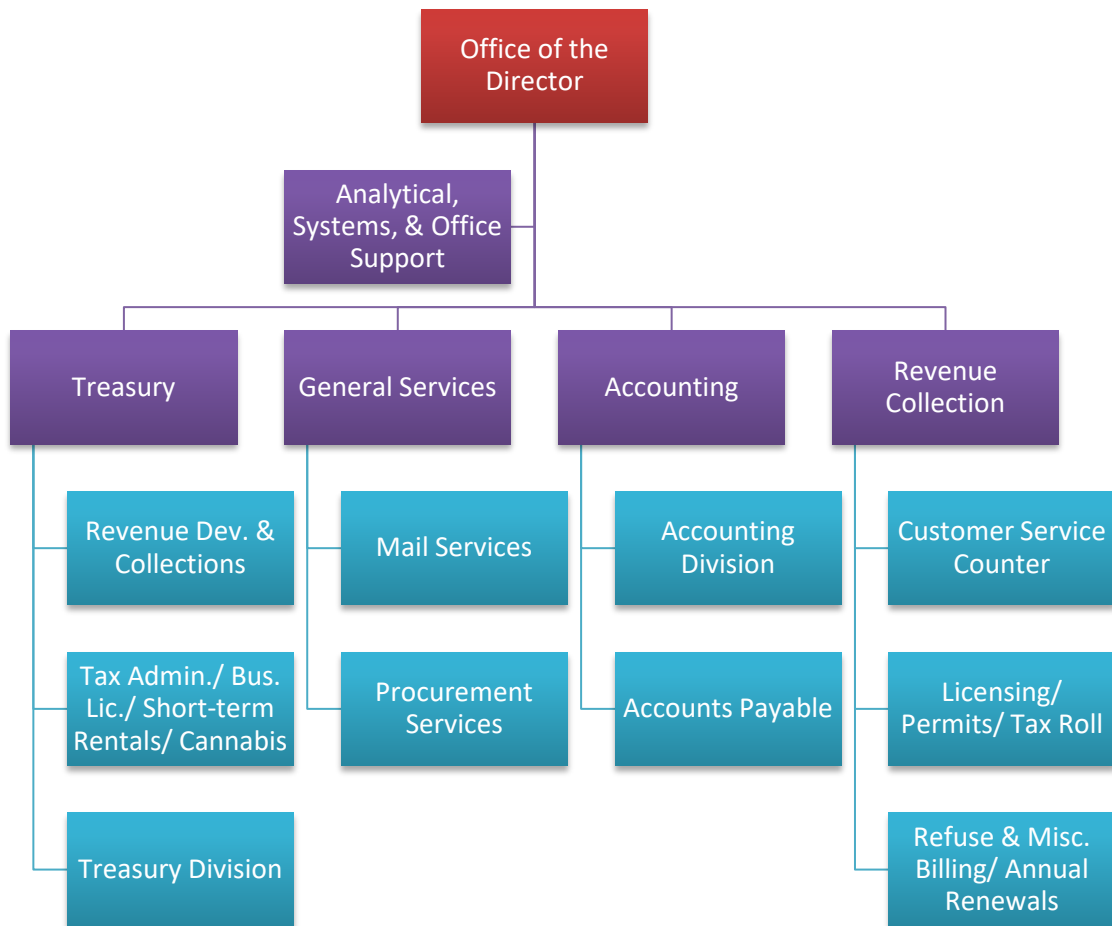 Office of the
Director
Analytical,
Systems, & Office
Support
Treasury
General Services
Accounting
Revenue
Collection
Revenue Dev. &
Collections
Mail Services
Accounting
Division
Customer Service
Counter
Tax Admin./ Bus.
Lic./ Short-term
Rentals/ Cannabis
Procurement
Services
Accounts Payable
Licensing/
Permits/ Tax Roll
Treasury Division
Refuse & Misc.
Billing/ Annual
Renewals